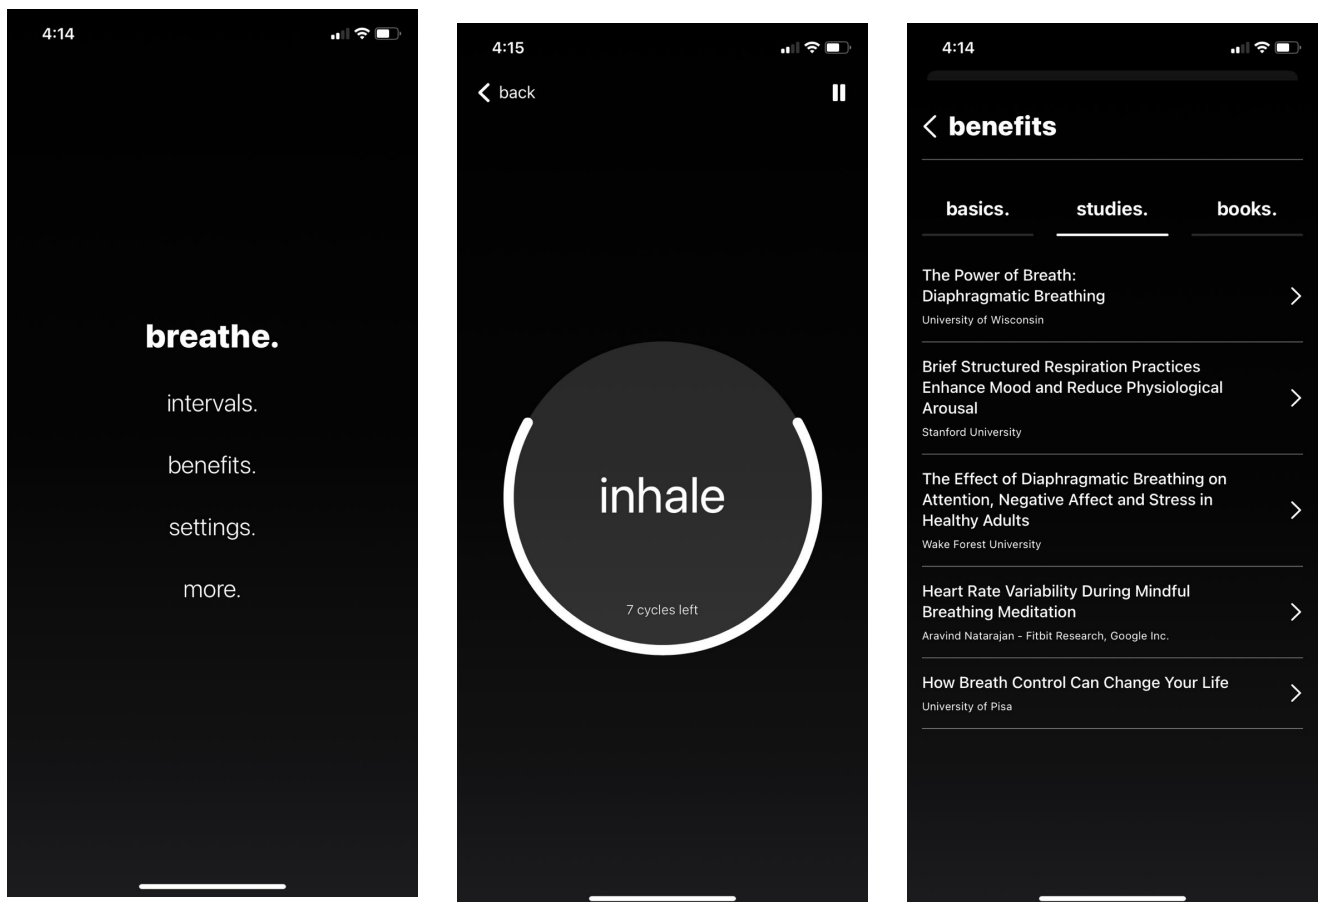 4:14
breathe.
intervals.
benefits.
settings.
more.
4:15
back
inhale
7 cycles left
4:14
benefits
basics. studies. books.
The Power of Breath:
Diaphragmatic Breathing
University of Wisconsin
Brief Structured Respiration Practices
Enhance Mood and Reduce Physiological
Arousal
Stanford University
The Effect of Diaphragmatic Breathing on
Attention, Negative Affect and Stress in
Healthy Adults
Wake Forest University
Heart Rate Variability During Mindful
Breathing Meditation
Aravind Natarajan - Fitbit Research, Google Inc.
How Breath Control Can Change Your Life
University of Pisa